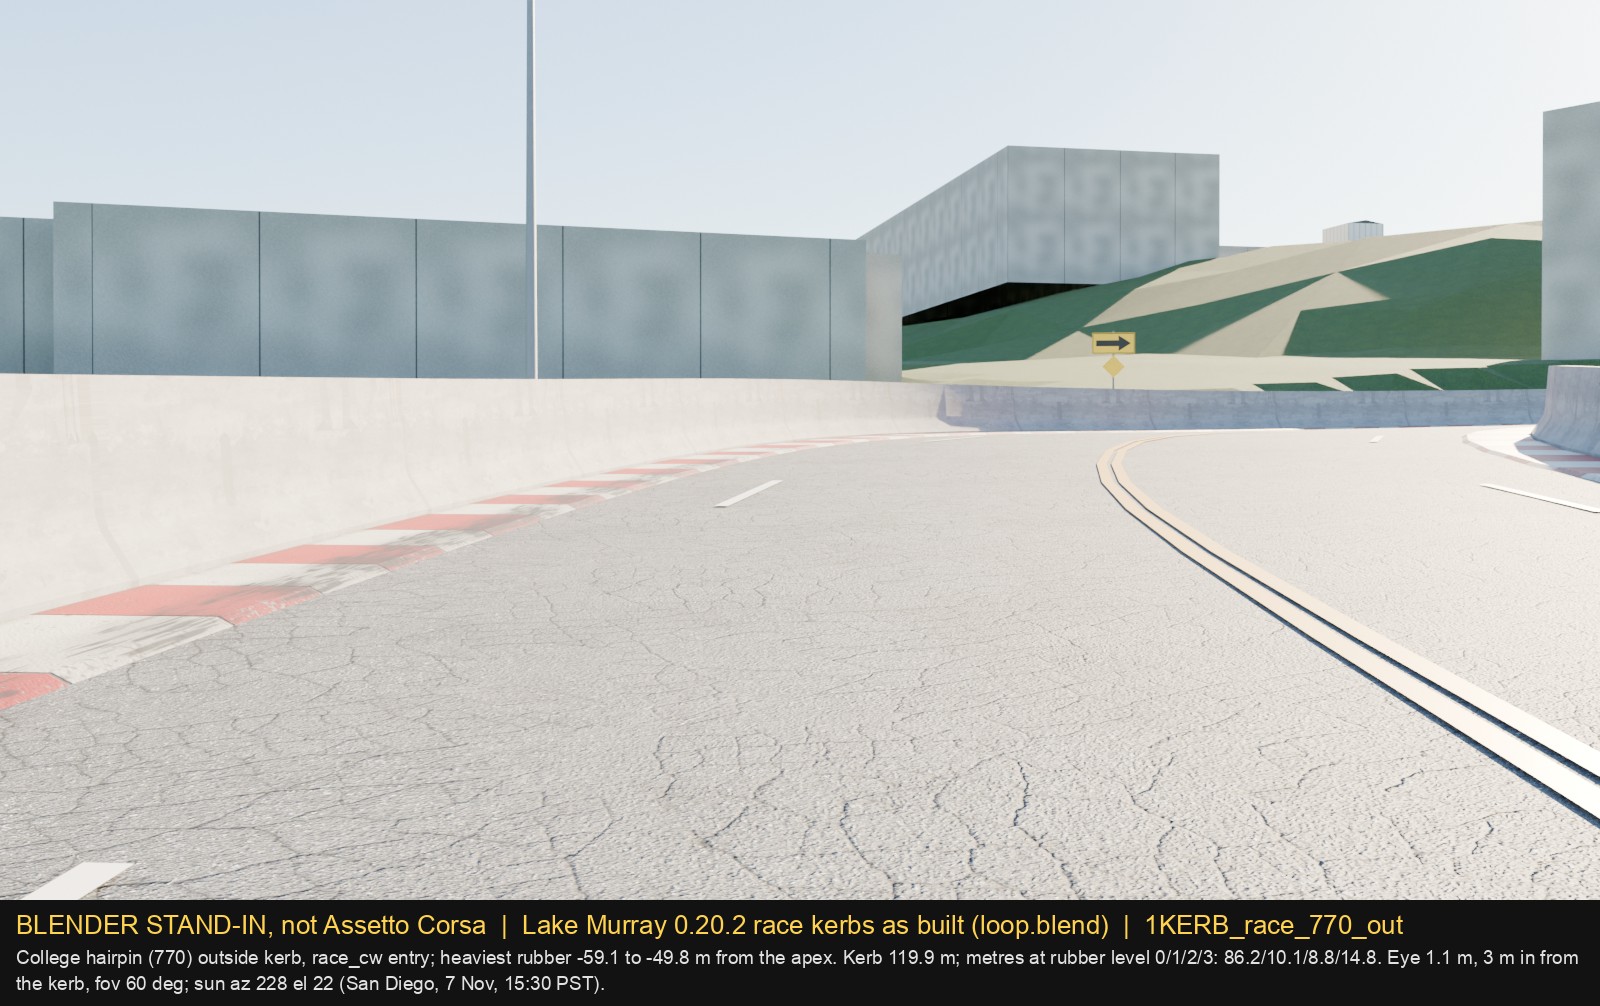 BLENDER STAND-IN, not Assetto Corsa | Lake Murray 0.20.2 race kerbs as built (loop.blend) | 1KERB_race_770_out
College hairpin (770) outside kerb, race_cw entry; heaviest rubber -59.1 to -49.8 m from the apex. Kerb 119.9 m; metres at rubber level 0/1/2/3: 86.2/10.1/8.8/14.8. Eye 1.1 m, 3 m in from
the kerb, fov 60 deg; sun az 228 el 22 (San Diego, 7 Nov, 15:30 PST).